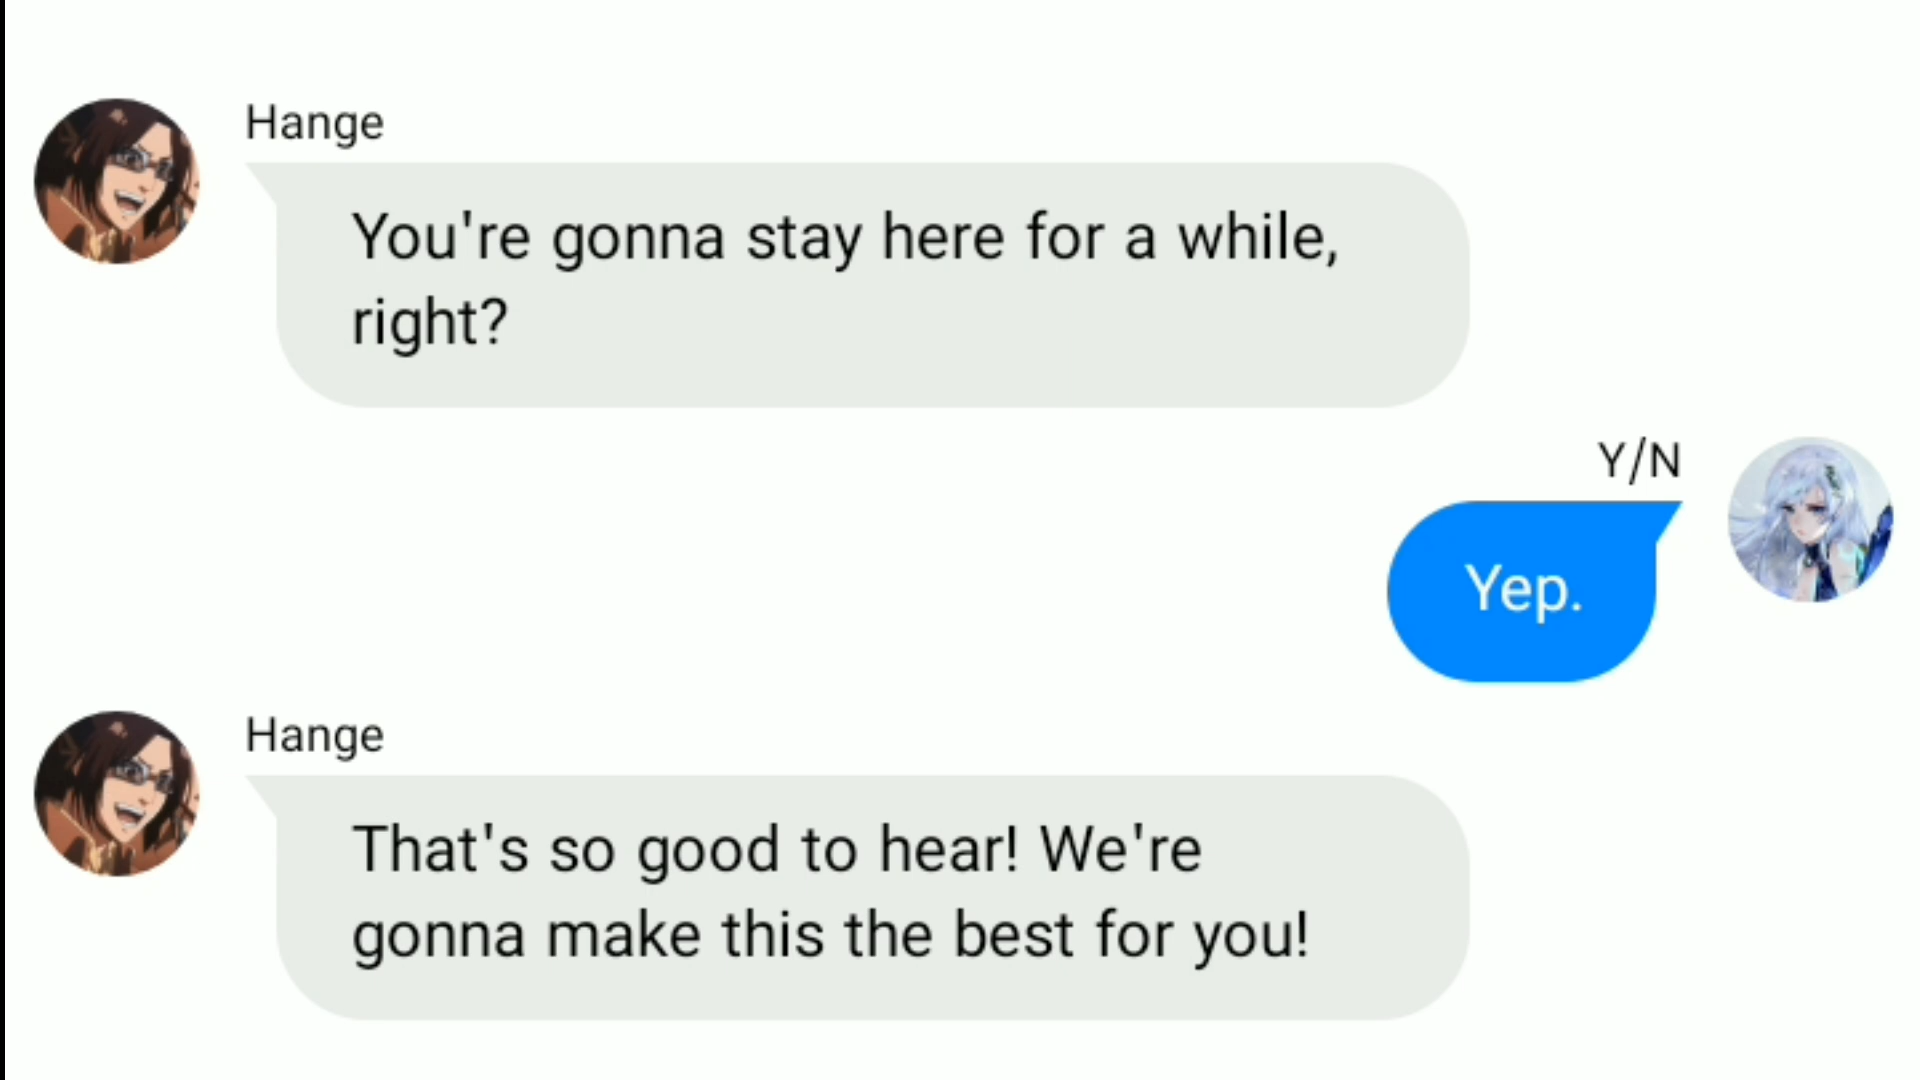 Hange
You're gonna stay here for a while,
right?
Y/N
Yep.
Hange
That's so good to hear! We're
gonna make this the best for you!